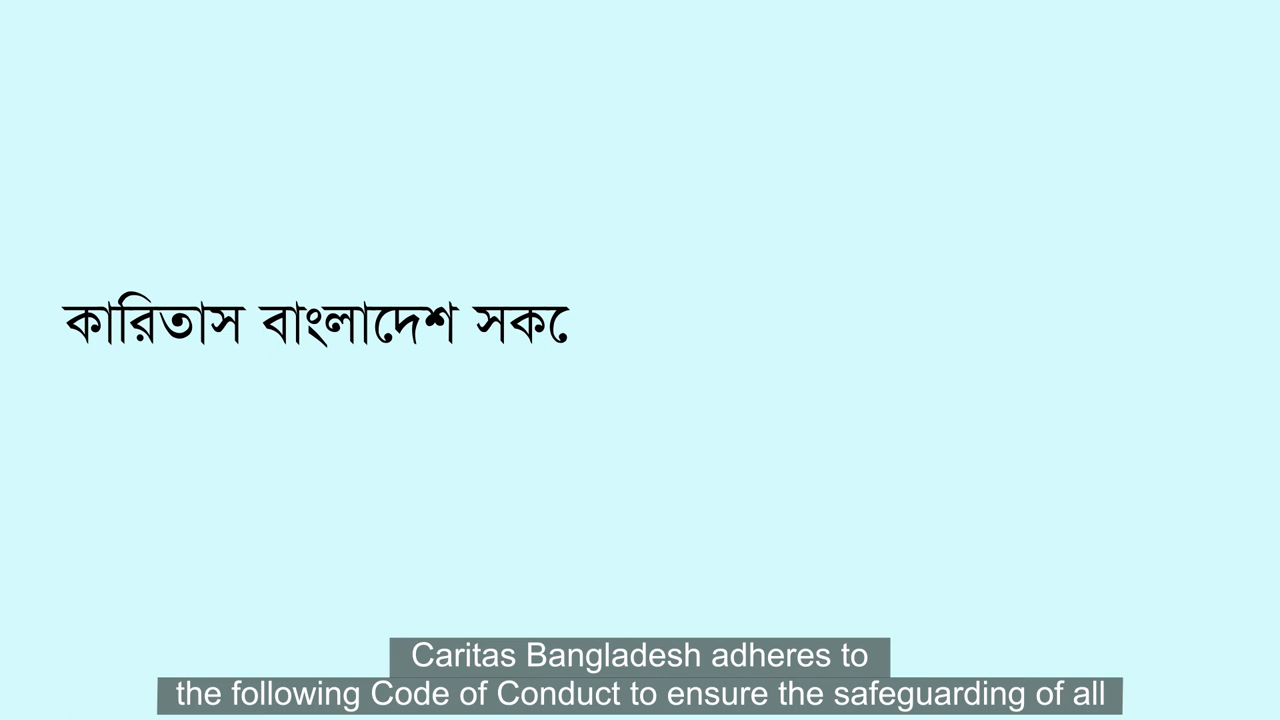 কারিতাস বাংলাদেশ সকে
Caritas Bangladesh adheres to
the following Code of Conduct to ensure the safeguarding of all